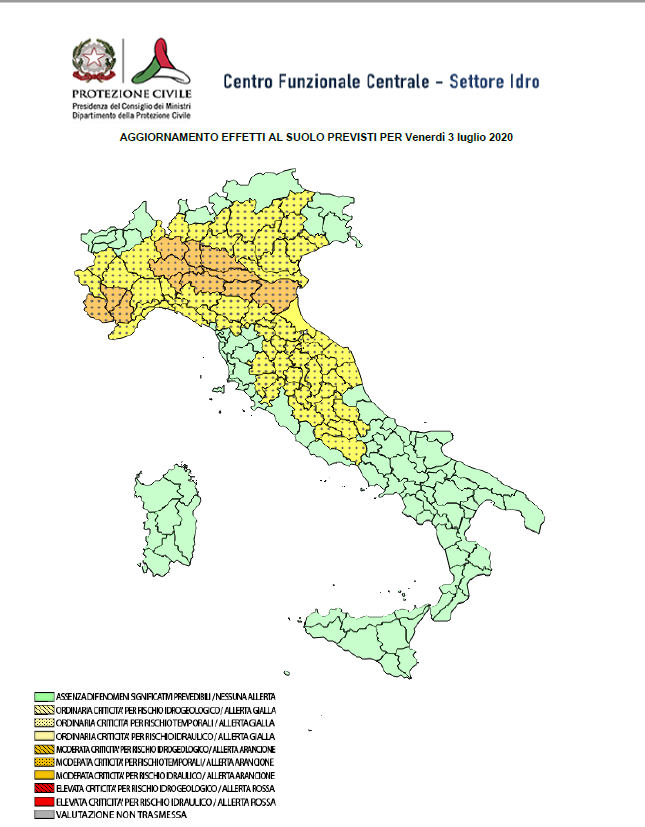 PROTEZIONE CIVILE
Presidenza del Consiglio dei Ministri
Dipartimento della Protezione Civile
Centro Funzionale Centrale - Settore Idro
AGGIORNAMENTO EFFETTI AL SUOLO PREVISTI PER Venerdì 3 luglio 2020
ASSENZA DI FENOMENI SIGNIFICATIVI PREVEDIBILI / NESSUNA ALLERTA
ORDINARIA CRITICITA' PER RISCHIO IDROGEOLOGICO / ALLERTA GIALLA
ORDINARIA CRITICITA' PER RISCHIO TEMPORALI / ALLERTA GIALLA
ORDINARIA CRITICITA' PER RISCHIO IDRAULICO / ALLERTA GIALLA
MODERATA CRITICITA' PER RISCHIO IDROGEOLOGICO / ALLERTA ARANCIONE
MODERATA CRITICITA' PER RISCHIO TEMPORALI / ALLERTA ARANCIONE
MODERATA CRITICITA' PER RISCHIO IDRAULICO / ALLERTA ARANCIONE
ELEVATA CRITICITA' PER RISCHIO IDROGEOLOGICO / ALLERTA ROSSA
ELEVATA CRITICITA' PER RISCHIO IDRAULICO / ALLERTA ROSSA
VALUTAZIONE NON TRASMESSA